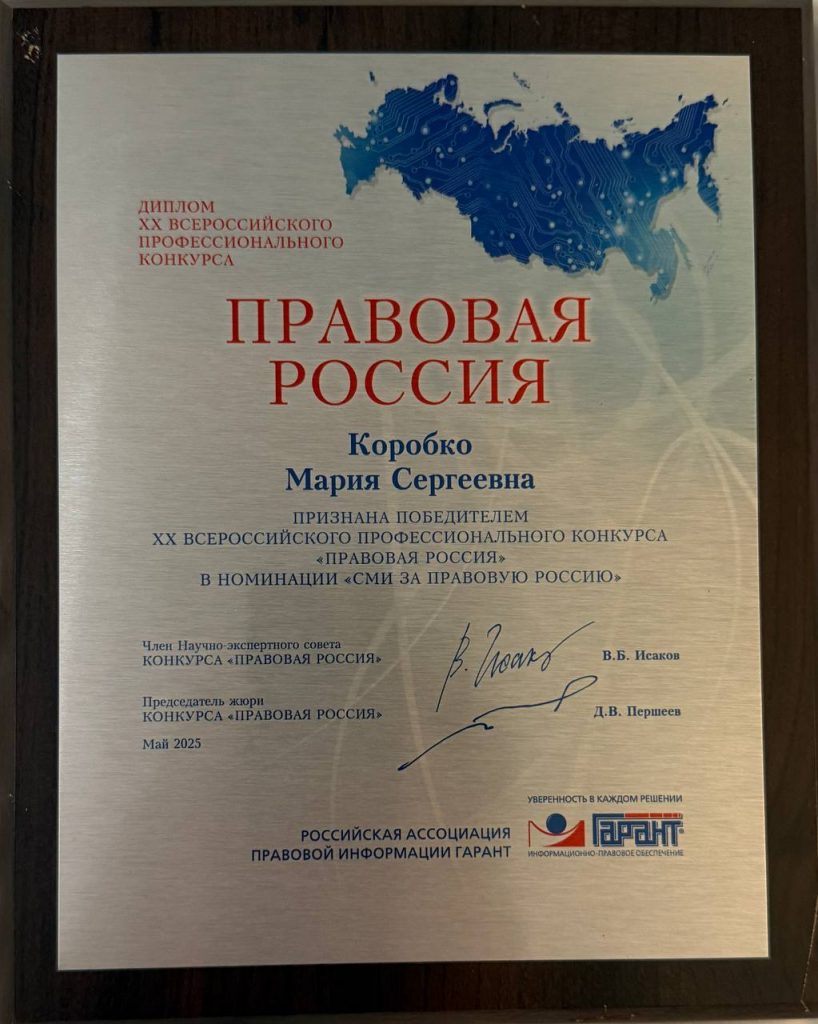 ДИПЛОМ
XX ВСЕРОССИЙСКОГО
ПРОФЕССИОНАЛЬНОГО
КОНКУРСА
ПРАВОВАЯ
РОССИЯ
Коробко
Мария Сергеевна
ПРИЗНАНА ПОБЕДИТЕЛЕМ
XX ВСЕРОССИЙСКОГО ПРОФЕССИОНАЛЬНОГО КОНКУРСА
«ПРАВОВАЯ РОССИЯ»
В НОМИНАЦИИ «СМИ ЗА ПРАВОВУЮ РОССИЮ»
Член Научно-экспертного совета
КОНКУРСА «ПРАВОВАЯ РОССИЯ»
В. Исаков
В.Б. Исаков
Председатель жюри
КОНКУРСА «ПРАВОВАЯ РОССИЯ»
Д.В. Першеев
Май 2025
УВЕРЕННОСТЬ В КАЖДОМ РЕШЕНИИ
ГАРАНТ®
ИНФОРМАЦИОННО-ПРАВОВОЕ ОБЕСПЕЧЕНИЕ
РОССИЙСКАЯ АССОЦИАЦИЯ
ПРАВОВОЙ ИНФОРМАЦИИ ГАРАНТ